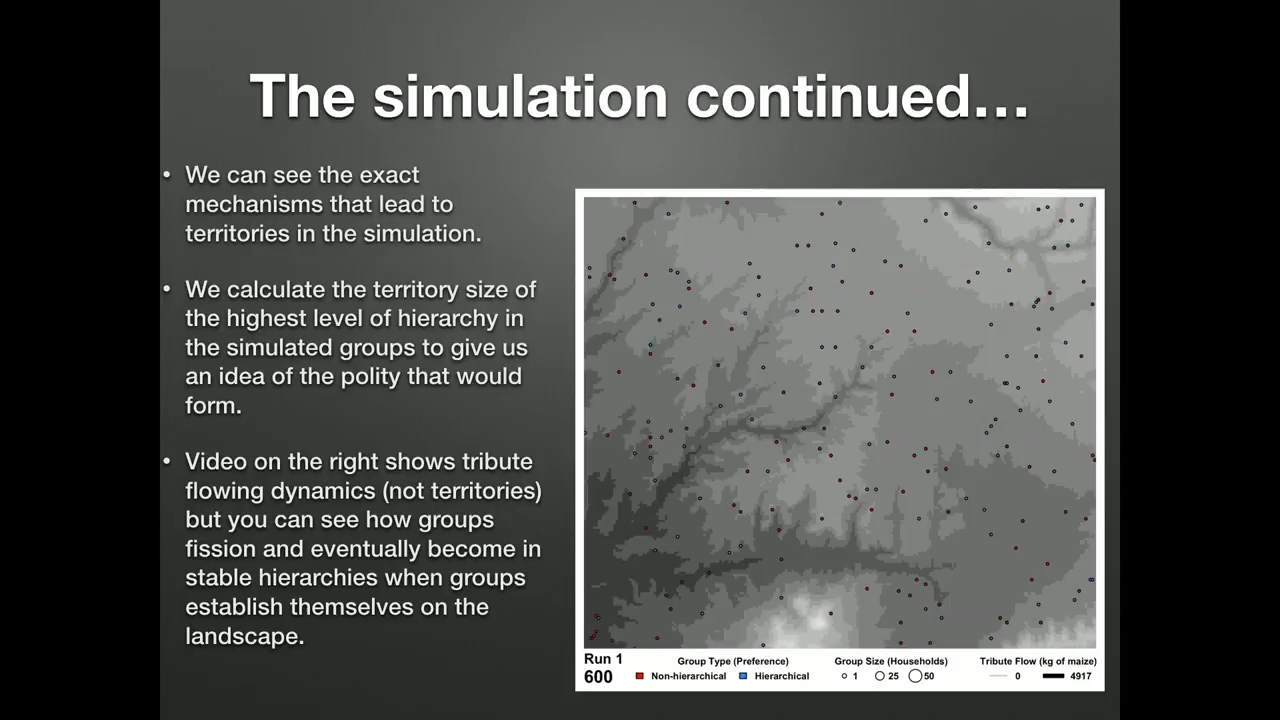 The simulation continued...
• We can see the exact
mechanisms that lead to
territories in the simulation.
• We calculate the territory size of
the highest level of hierarchy in
the simulated groups to give us
an idea of the polity that would
form.
• Video on the right shows tribute
flowing dynamics (not territories)
but you can see how groups
fission and eventually become in
stable hierarchies when groups
establish themselves on the
landscape.
Run 1
600
Group Type (Preference)
Non-hierarchical Hierarchical
Group Size (Households)
1 25 50
Tribute Flow (kg of maize)
0 4917